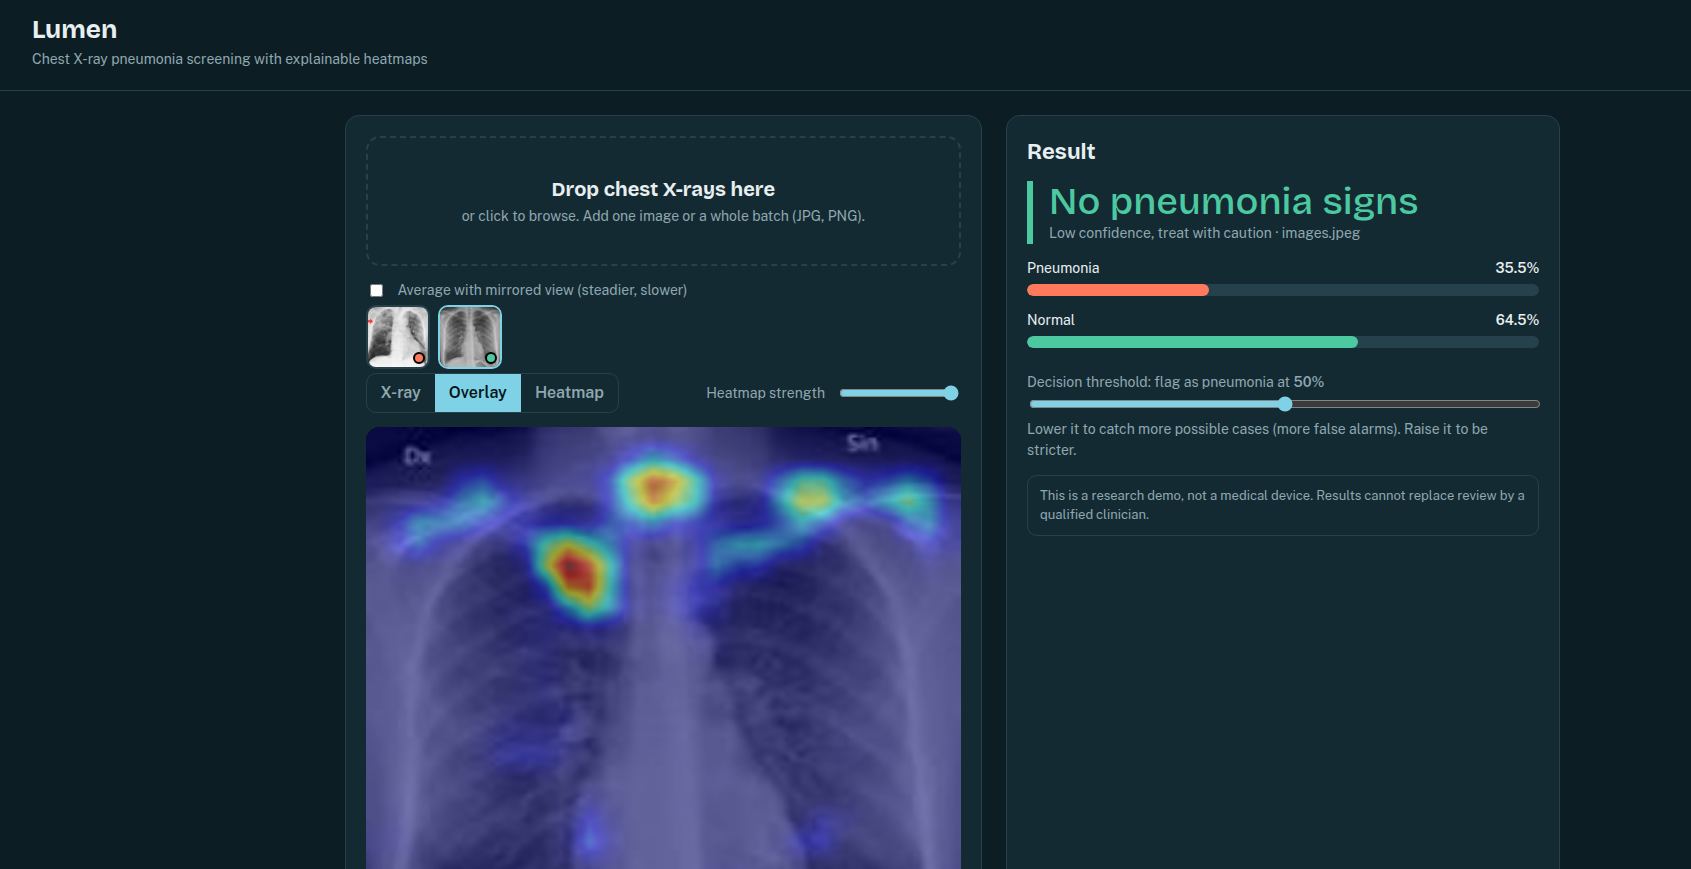 Lumen
Chest X-ray pneumonia screening with explainable heatmaps
Drop chest X-rays here
or click to browse. Add one image or a whole batch (JPG, PNG).
Average with mirrored view (steadier, slower)
X-ray
Overlay
Heatmap
Heatmap strength
Dx
Sin
Result
No pneumonia signs
Low confidence, treat with caution · images.jpeg
Pneumonia 35.5%
Normal 64.5%
Decision threshold: flag as pneumonia at 50%
Lower it to catch more possible cases (more false alarms). Raise it to be
stricter.
This is a research demo, not a medical device. Results cannot replace review by a
qualified clinician.